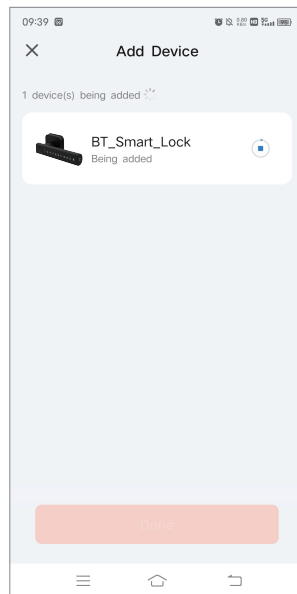 09:39
Add Device
1 device(s) being added
BT_Smart_Lock
Being added
Done